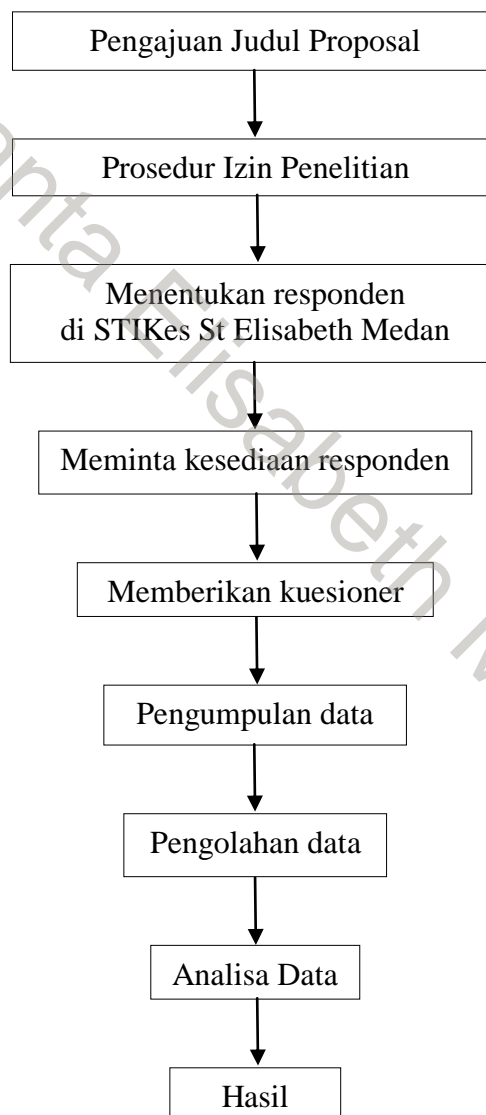 Pengajuan Judul Proposal
Prosedur Izin Penelitian
Menentukan responden
di STIKes St Elisabeth Medan
Meminta kesediaan responden
Memberikan kuesioner
Pengumpulan data
Pengolahan data
Analisa Data
Hasil
Elisabeth